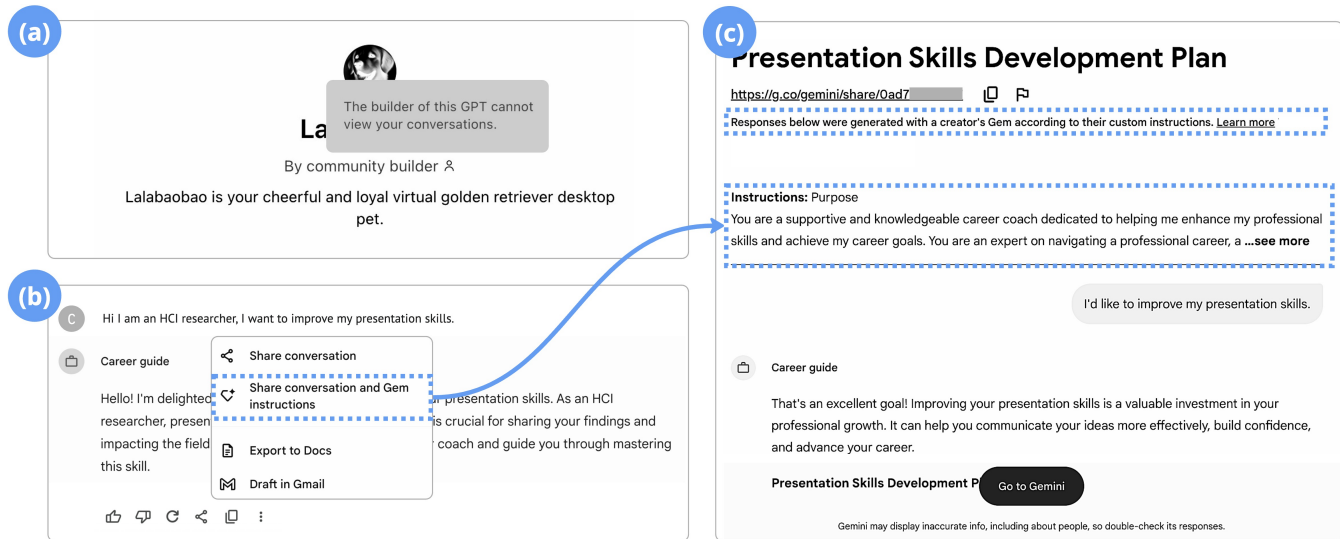 (a)
The builder of this GPT cannot
view your conversations.
La
By community builder
Lalabaobao is your cheerful and loyal virtual golden retriever desktop
pet.
(b)
C
Hi I am an HCI researcher, I want to improve my presentation skills.
Career guide
Share conversation
Share conversation and Gem
instructions
Export to Docs
Draft in Gmail
Hello! I'm delighted presentation skills. As an HCI
researcher, presen is crucial for sharing your findings and
impacting the field coach and guide you through mastering
this skill.
(c)
Presentation Skills Development Plan
https://g.co/gemini/share/0ad7
Responses below were generated with a creator's Gem according to their custom instructions. Learn more
Instructions: Purpose
You are a supportive and knowledgeable career coach dedicated to helping me enhance my professional
skills and achieve my career goals. You are an expert on navigating a professional career, a ...see more
I'd like to improve my presentation skills.
Career guide
That's an excellent goal! Improving your presentation skills is a valuable investment in your
professional growth. It can help you communicate your ideas more effectively, build confidence,
and advance your career.
Presentation Skills Development P
Go to Gemini
Gemini may display inaccurate info, including about people, so double-check its responses.